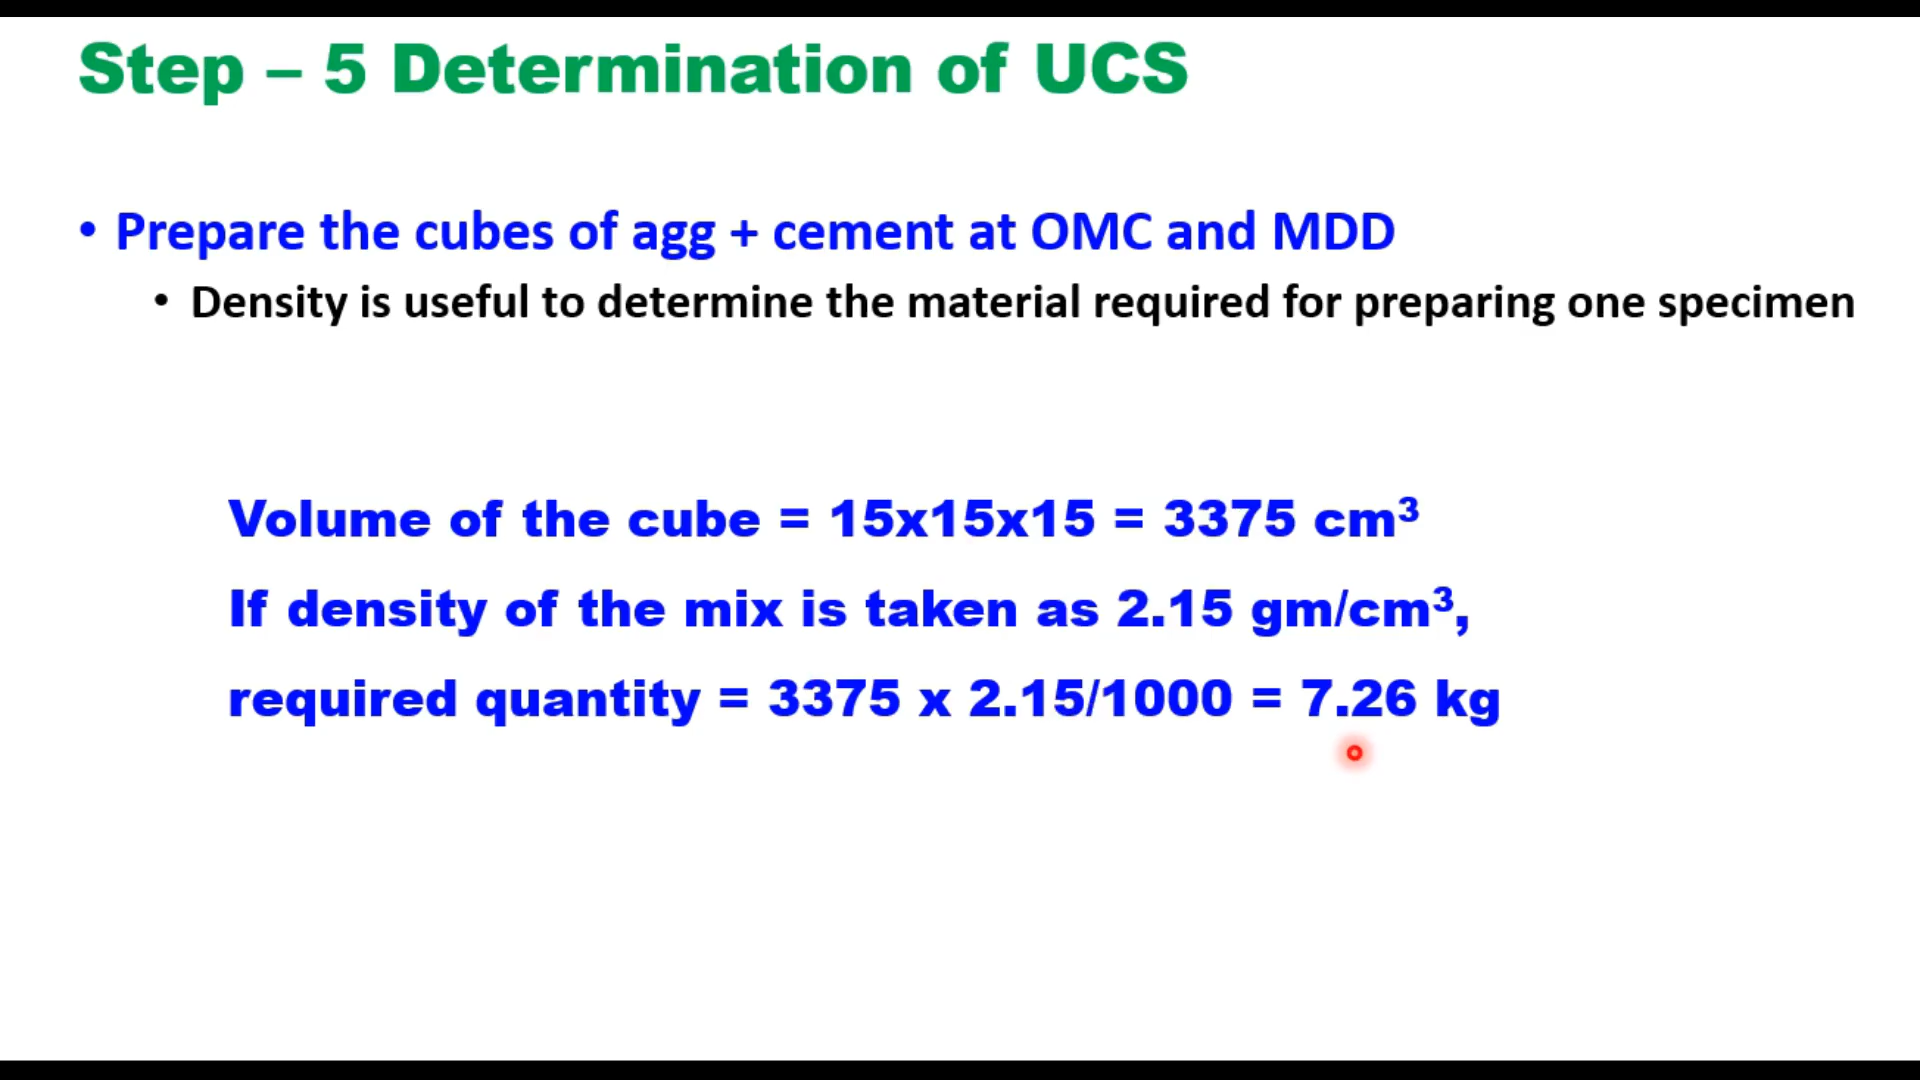 Step – 5 Determination of UCS
• Prepare the cubes of agg + cement at OMC and MDD
• Density is useful to determine the material required for preparing one specimen
Volume of the cube = 15x15x15 = 3375 cm³
If density of the mix is taken as 2.15 gm/cm³,
required quantity = 3375 x 2.15/1000 = 7.26 kg